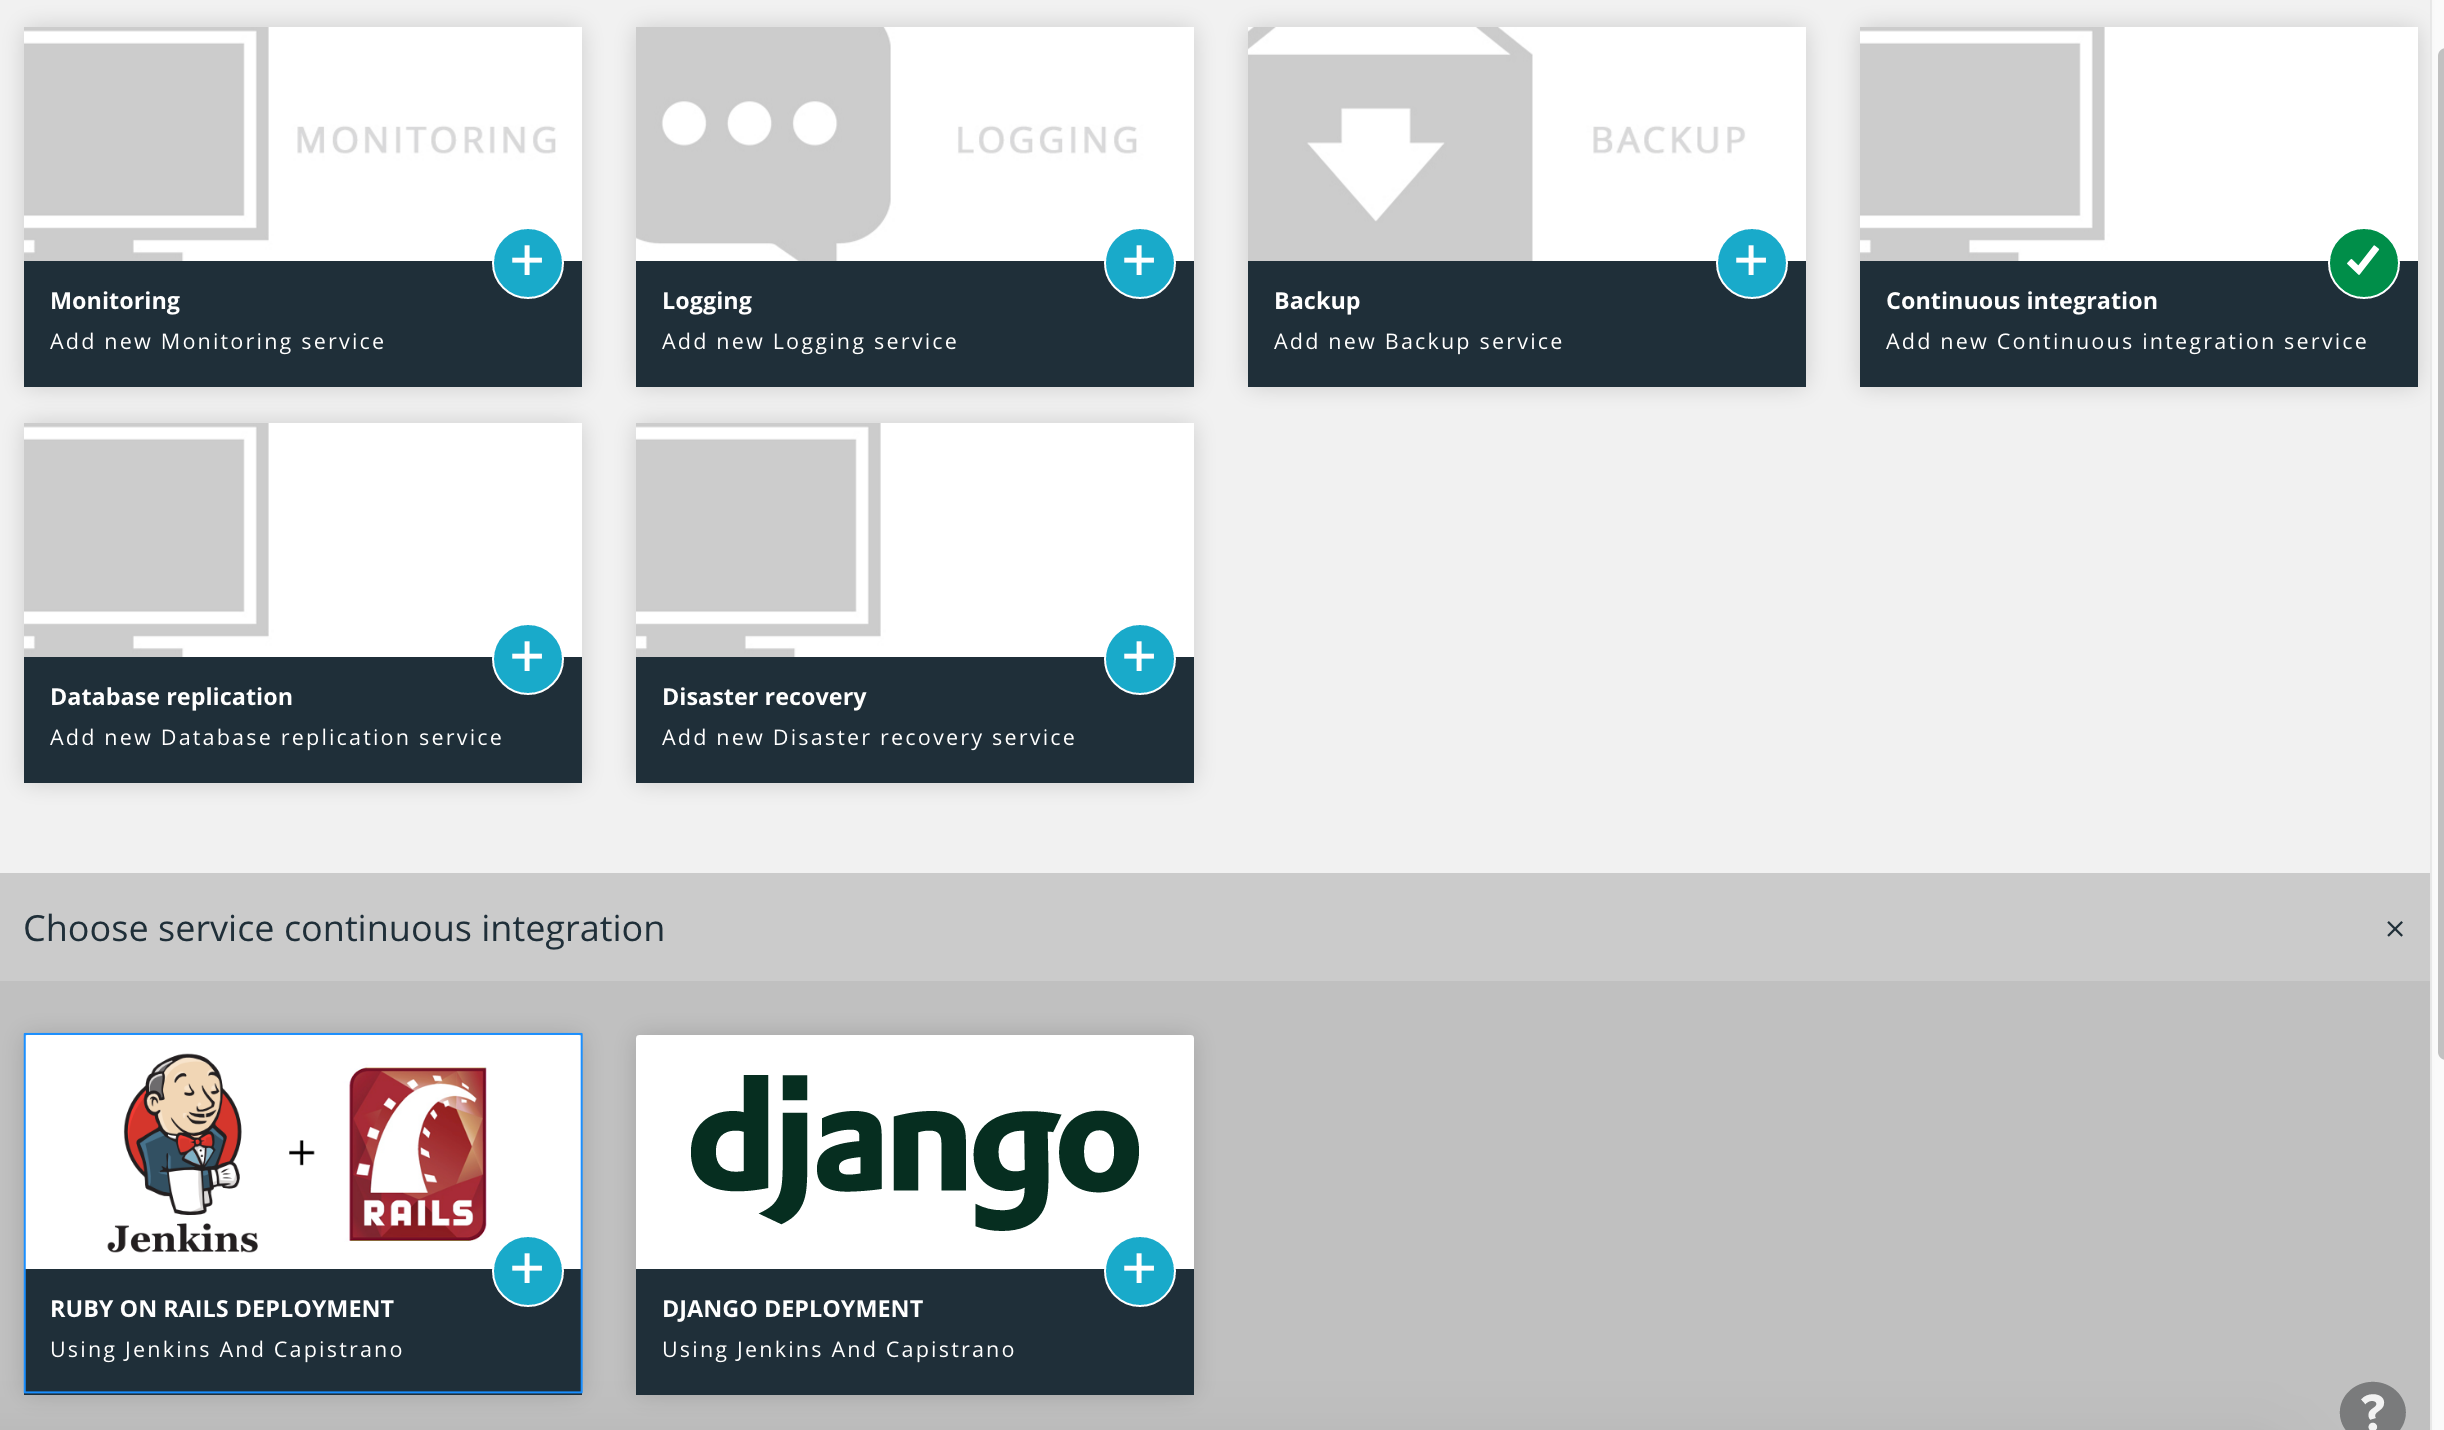 MONITORING
Monitoring
Add new Monitoring service
LOGGING
Logging
Add new Logging service
BACKUP
Backup
Add new Backup service
Continuous integration
Add new Continuous integration service
Database replication
Add new Database replication service
Disaster recovery
Add new Disaster recovery service
Choose service continuous integration
Jenkins
+
RAILS
RUBY ON RAILS DEPLOYMENT
Using Jenkins And Capistrano
django
DJANGO DEPLOYMENT
Using Jenkins And Capistrano
?